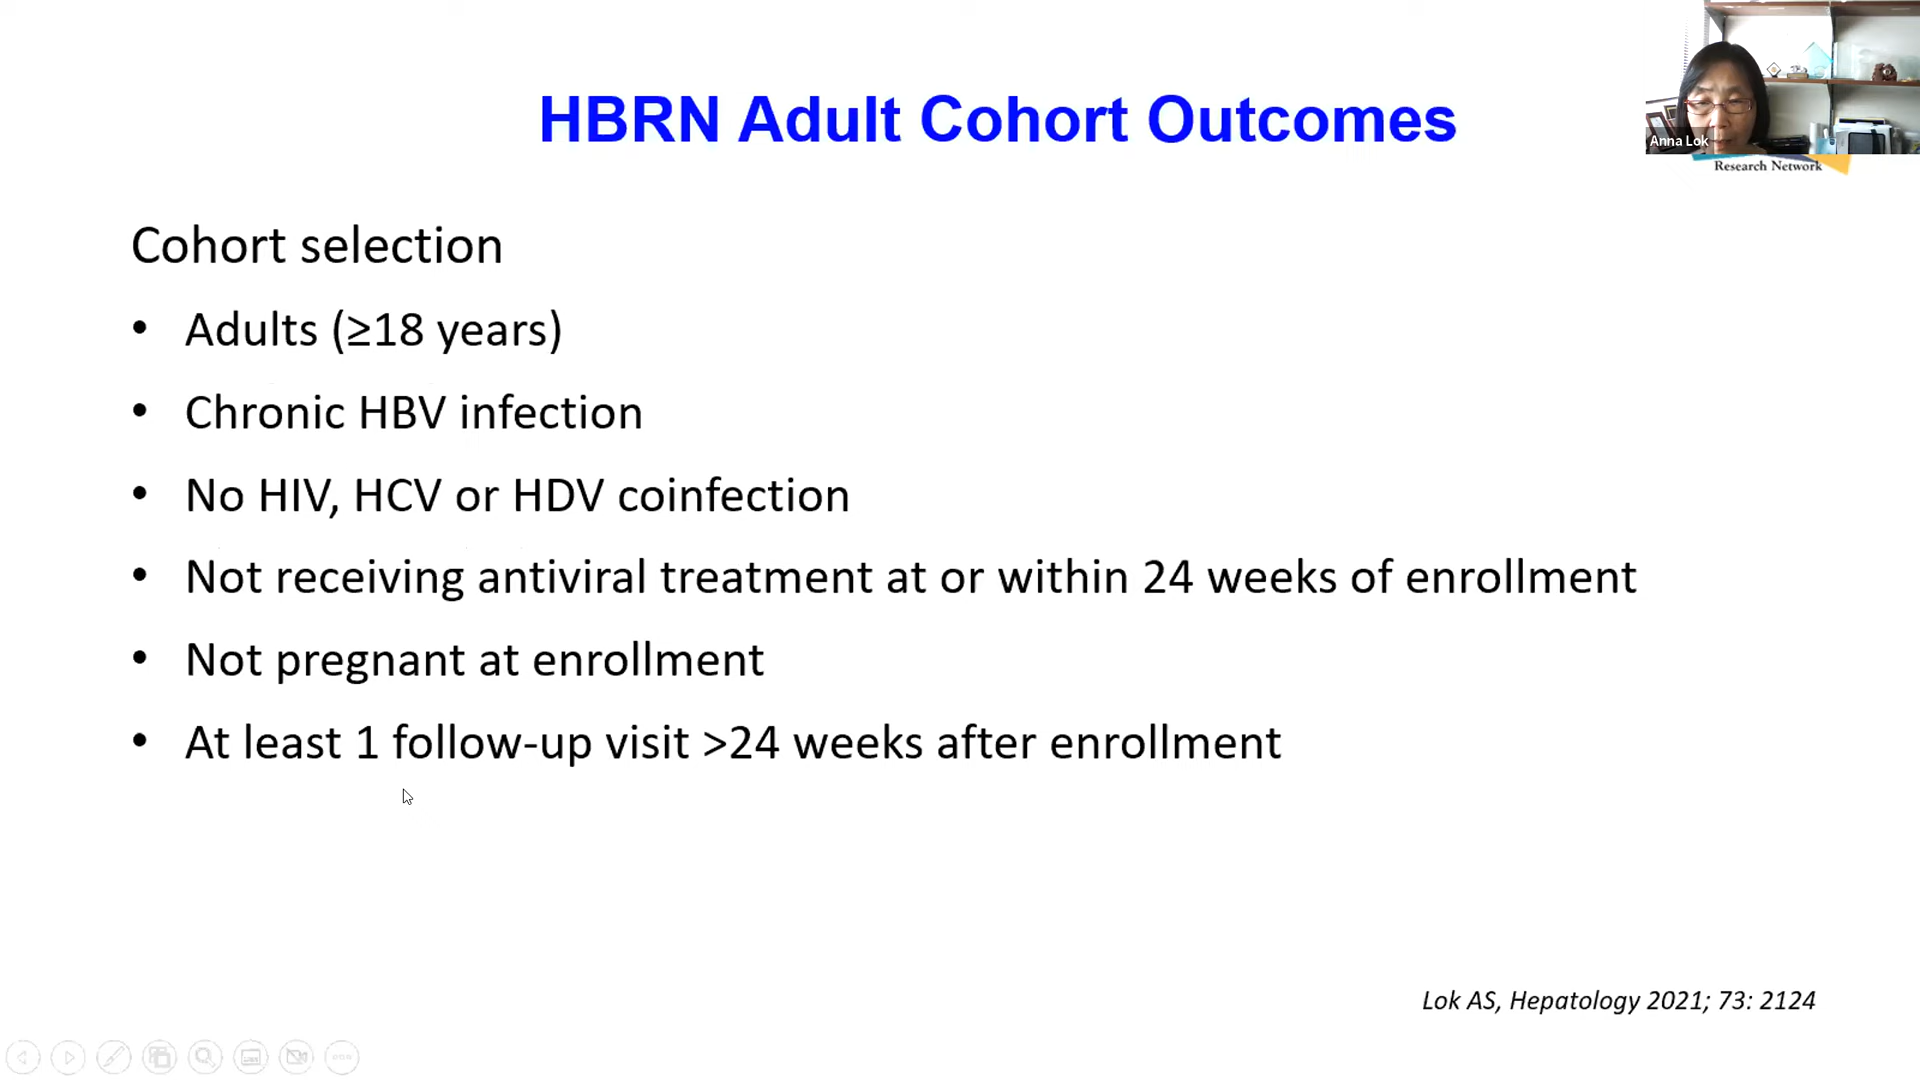 HBRN Adult Cohort Outcomes
Anna Lok
Research Network
Cohort selection
• Adults (≥18 years)
• Chronic HBV infection
• No HIV, HCV or HDV coinfection
• Not receiving antiviral treatment at or within 24 weeks of enrollment
• Not pregnant at enrollment
• At least 1 follow-up visit >24 weeks after enrollment
Lok AS, Hepatology 2021; 73: 2124